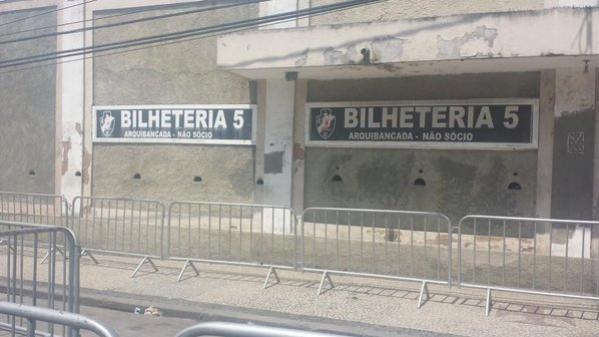 BILHETERIA 5
ARQUIBANCADA - NÃO SÓCIO
BILHETERIA 5
ARQUIBANCADA - NÃO SÓCIO